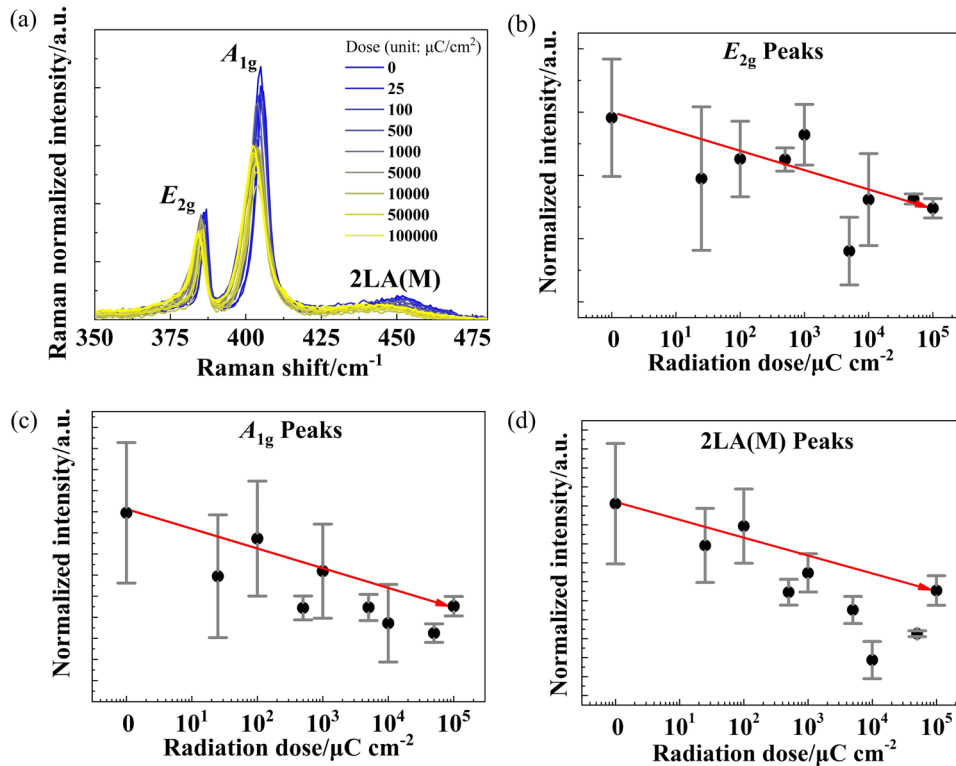 (a)
Raman normalized intensity/a.u.
A1g
E2g
2LA(M)
Dose (unit: μC/cm²)
0
25
100
500
1000
5000
10000
50000
100000
350 375 400 425 450 475
Raman shift/cm⁻¹
(b)
E2g Peaks
Normalized intensity/a.u.
0 10¹ 10² 10³ 10⁴ 10⁵
Radiation dose/μC cm⁻²
(c)
A1g Peaks
Normalized intensity/a.u.
0 10¹ 10² 10³ 10⁴ 10⁵
Radiation dose/μC cm⁻²
(d)
2LA(M) Peaks
Normalized intensity/a.u.
0 10¹ 10² 10³ 10⁴ 10⁵
Radiation dose/μC cm⁻²